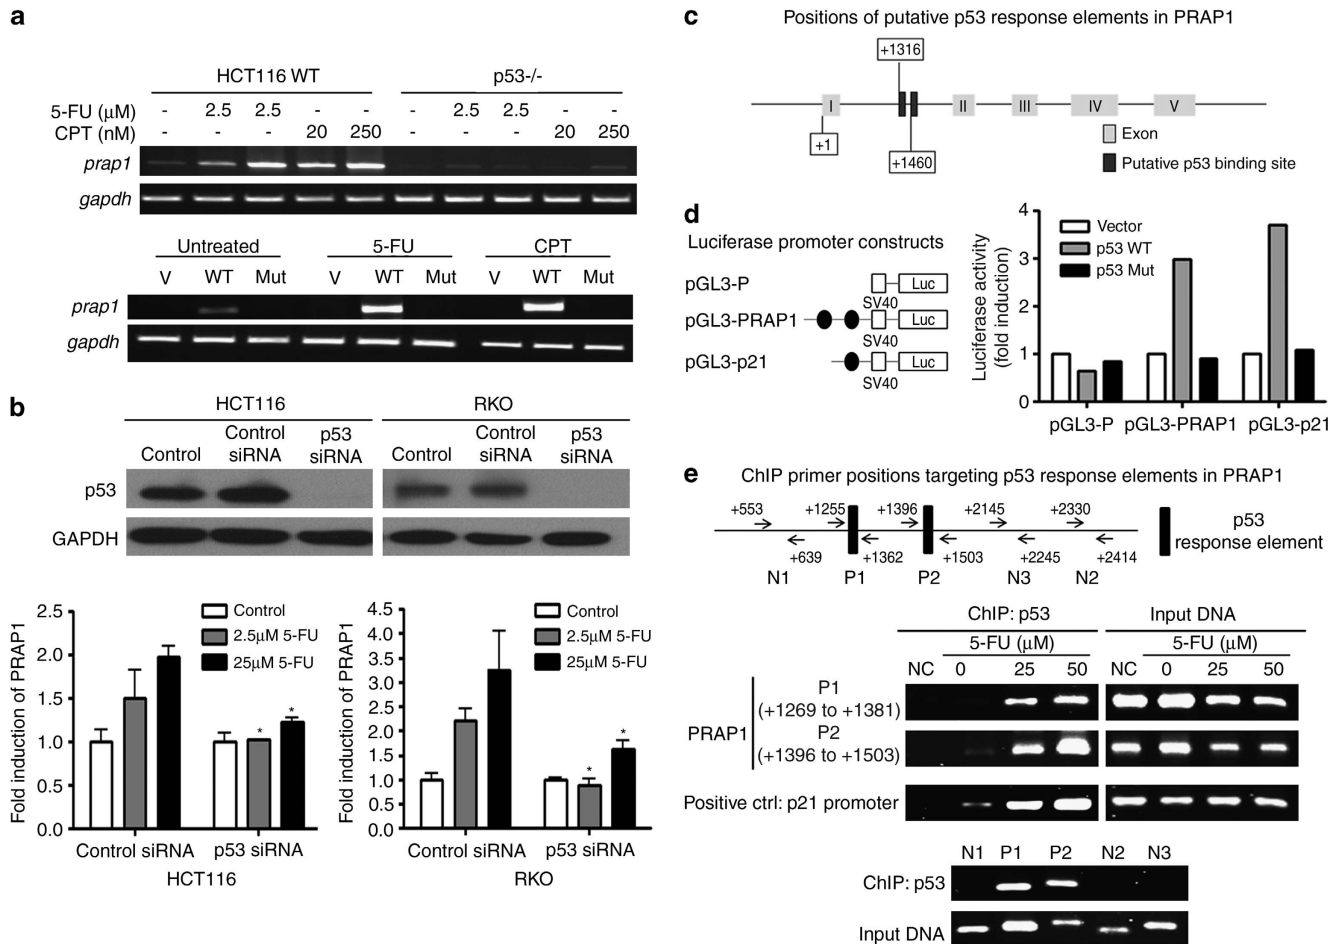 a
HCT116 WT p53-/-
5-FU (μM) - 2.5 2.5 - - - 2.5 2.5 - -
CPT (nM) - - - 20 250 - - - 20 250
prap1
gapdh
Untreated 5-FU CPT
V WT Mut V WT Mut V WT Mut
prap1
gapdh
b
HCT116 RKO
Control Control siRNA p53 siRNA Control Control siRNA p53 siRNA
p53
GAPDH
Fold induction of PRAP1
2.5
2.0
1.5
1.0
0.5
0.0
Control
2.5μM 5-FU
25μM 5-FU
* *
Control siRNA p53 siRNA
HCT116
Fold induction of PRAP1
4.5
4.0
3.5
3.0
2.5
2.0
1.5
1.0
0.5
0.0
Control
2.5μM 5-FU
25μM 5-FU
* *
Control siRNA p53 siRNA
RKO
c
Positions of putative p53 response elements in PRAP1
+1316
I II III IV V
+1
+1460
Exon
Putative p53 binding site
d
Luciferase promoter constructs
pGL3-P Luc
SV40
pGL3-PRAP1 Luc
SV40
pGL3-p21 Luc
SV40
Luciferase activity
(fold induction)
4
3
2
1
0
Vector
p53 WT
p53 Mut
pGL3-P pGL3-PRAP1 pGL3-p21
e
ChIP primer positions targeting p53 response elements in PRAP1
+553 +1255 +1396 +2145 +2330
+639 +1362 +1503 +2245 +2414
N1 P1 P2 N3 N2
p53
response element
ChIP: p53 Input DNA
5-FU (μM) 5-FU (μM)
NC 0 25 50 NC 0 25 50
PRAP1
P1
(+1269 to +1381)
P2
(+1396 to +1503)
Positive ctrl: p21 promoter
N1 P1 P2 N2 N3
ChIP: p53
Input DNA